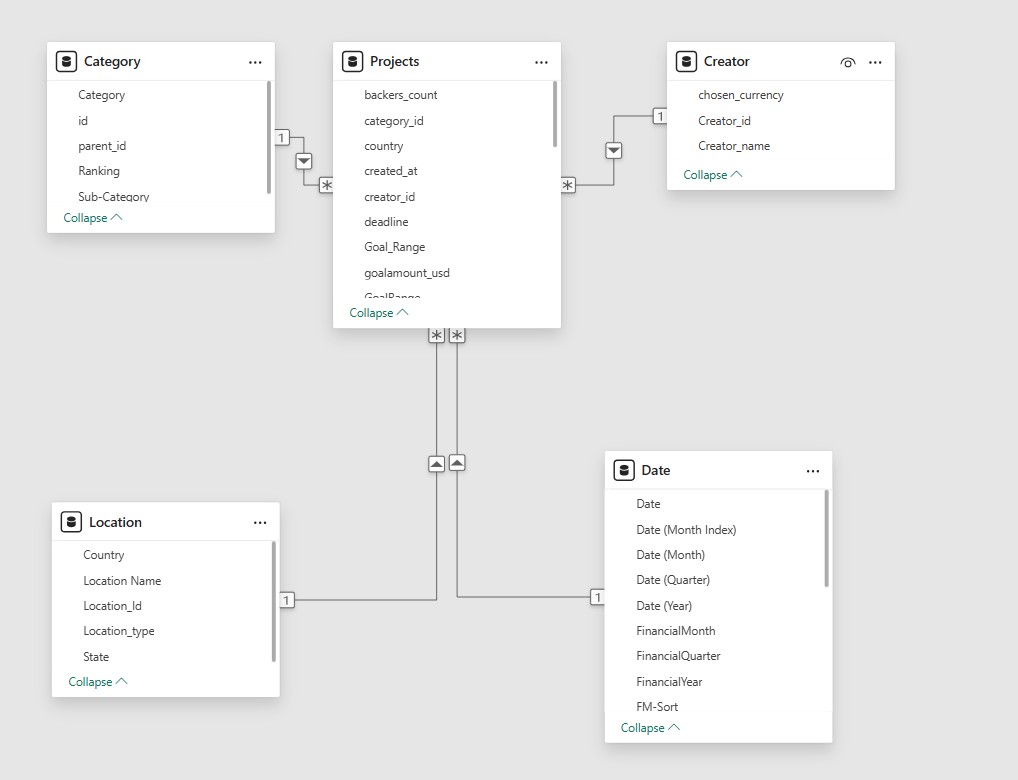 Category
Category
id
parent_id
Ranking
Sub-Category
Collapse
1
*
Projects
backers_count
category_id
country
created_at
creator_id
deadline
Goal_Range
goalamount_usd
GoalRange
Collapse
*
1
Creator
chosen_currency
Creator_id
Creator_name
Collapse
* *
Location
Country
Location Name
Location_Id
Location_type
State
Collapse
1
1
Date
Date
Date (Month Index)
Date (Month)
Date (Quarter)
Date (Year)
FinancialMonth
FinancialQuarter
FinancialYear
FM-Sort
Collapse